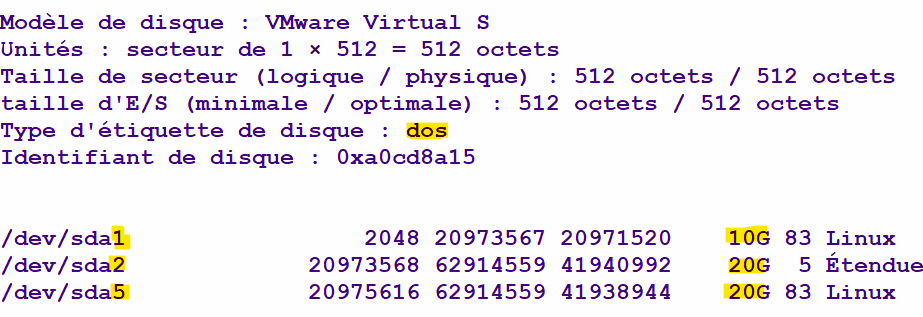 Modèle de disque : VMware Virtual S
Unités : secteur de 1 × 512 = 512 octets
Taille de secteur (logique / physique) : 512 octets / 512 octets
taille d'E/S (minimale / optimale) : 512 octets / 512 octets
Type d'étiquette de disque : dos
Identifiant de disque : 0xa0cd8a15
/dev/sda1 2048 20973567 20971520 10G 83 Linux
/dev/sda2 20973568 62914559 41940992 20G 5 Étendue
/dev/sda5 20975616 62914559 41938944 20G 83 Linux